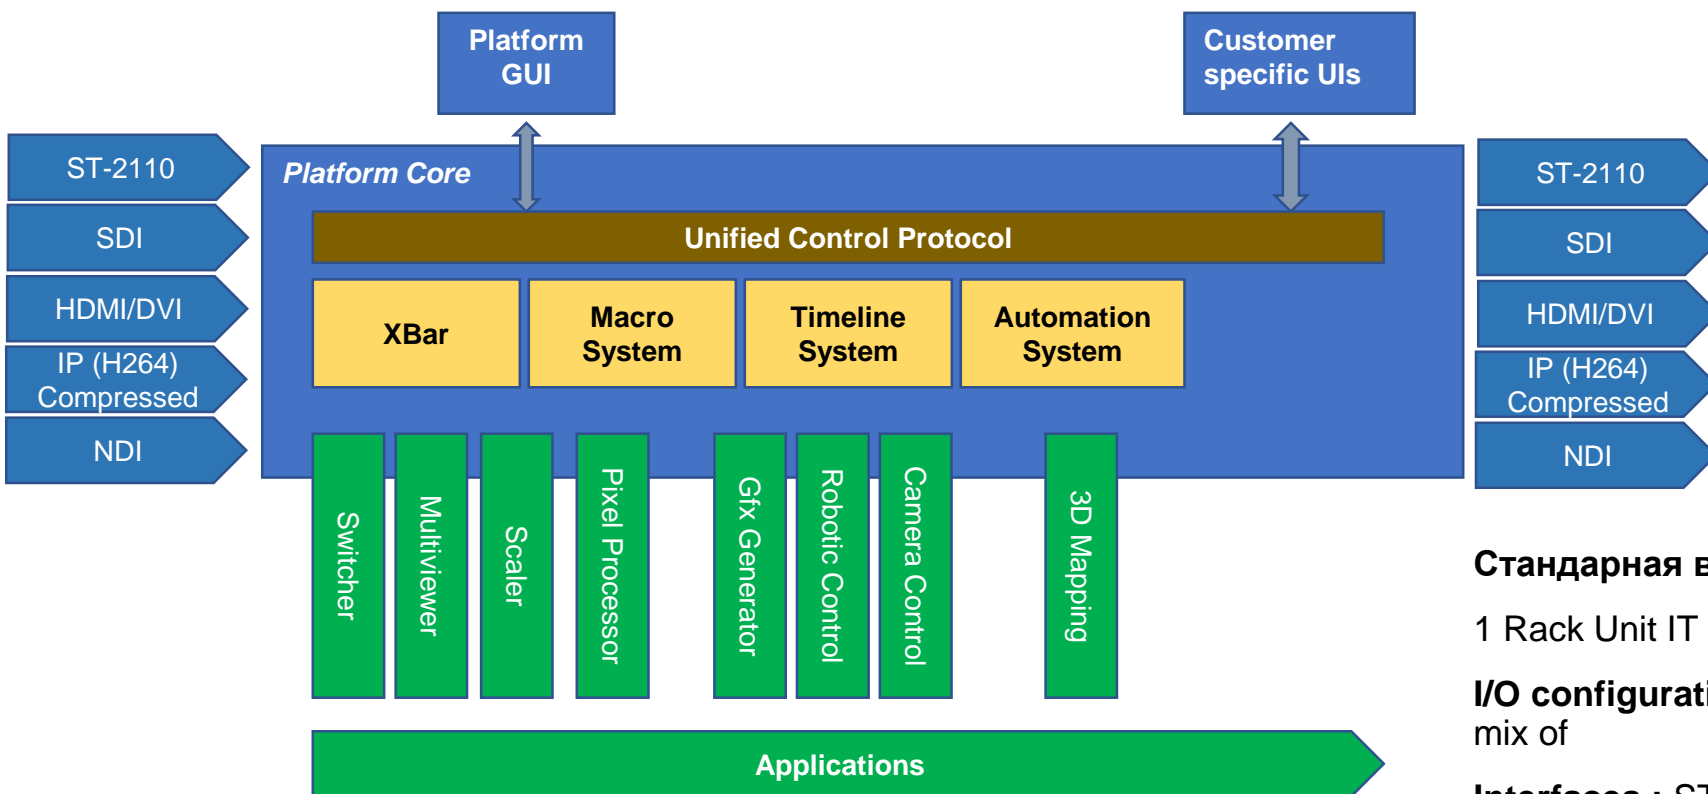 Platform
GUI
Customer
specific UIs
ST-2110
SDI
HDMI/DVI
IP (H264)
Compressed
NDI
Platform Core
Unified Control Protocol
XBar
Macro
System
Timeline
System
Automation
System
Switcher
Multiviewer
Scaler
Pixel Processor
Gfx Generator
Robotic Control
Camera Control
3D Mapping
Applications
ST-2110
SDI
HDMI/DVI
IP (H264)
Compressed
NDI
Стандарная
1 Rack Unit IT
I/O
mix of
Interfaces :